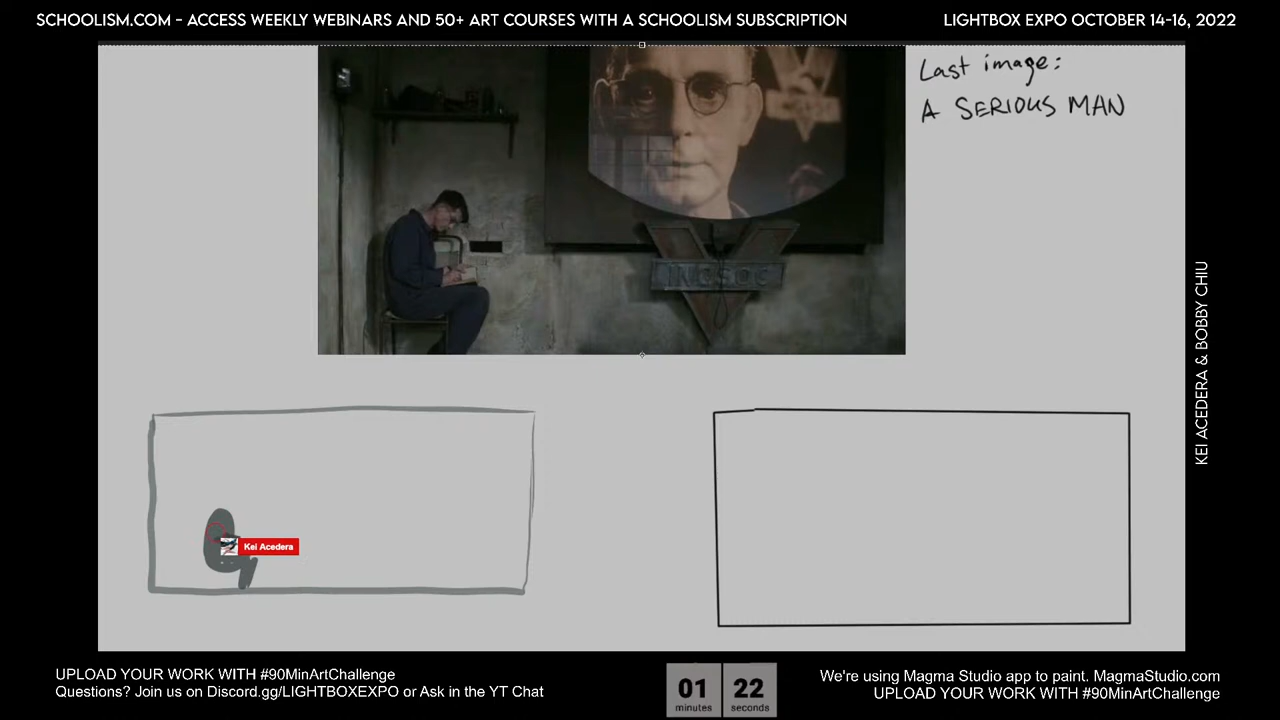 SCHOOLISM.COM – ACCESS WEEKLY WEBINARS AND 50+ ART COURSES WITH A SCHOOLISM SUBSCRIPTION
LIGHTBOX EXPO OCTOBER 14-16, 2022
Last image:
A SERIOUS MAN
INGSOC
KEI ACEDERA & BOBBY CHIU
Kei Acedera
UPLOAD YOUR WORK WITH #90MinArtChallenge
Questions? Join us on Discord.gg/LIGHTBOXEXPO or Ask in the YT Chat
01
minutes
22
seconds
We're using Magma Studio app to paint. MagmaStudio.com
UPLOAD YOUR WORK WITH #90MinArtChallenge